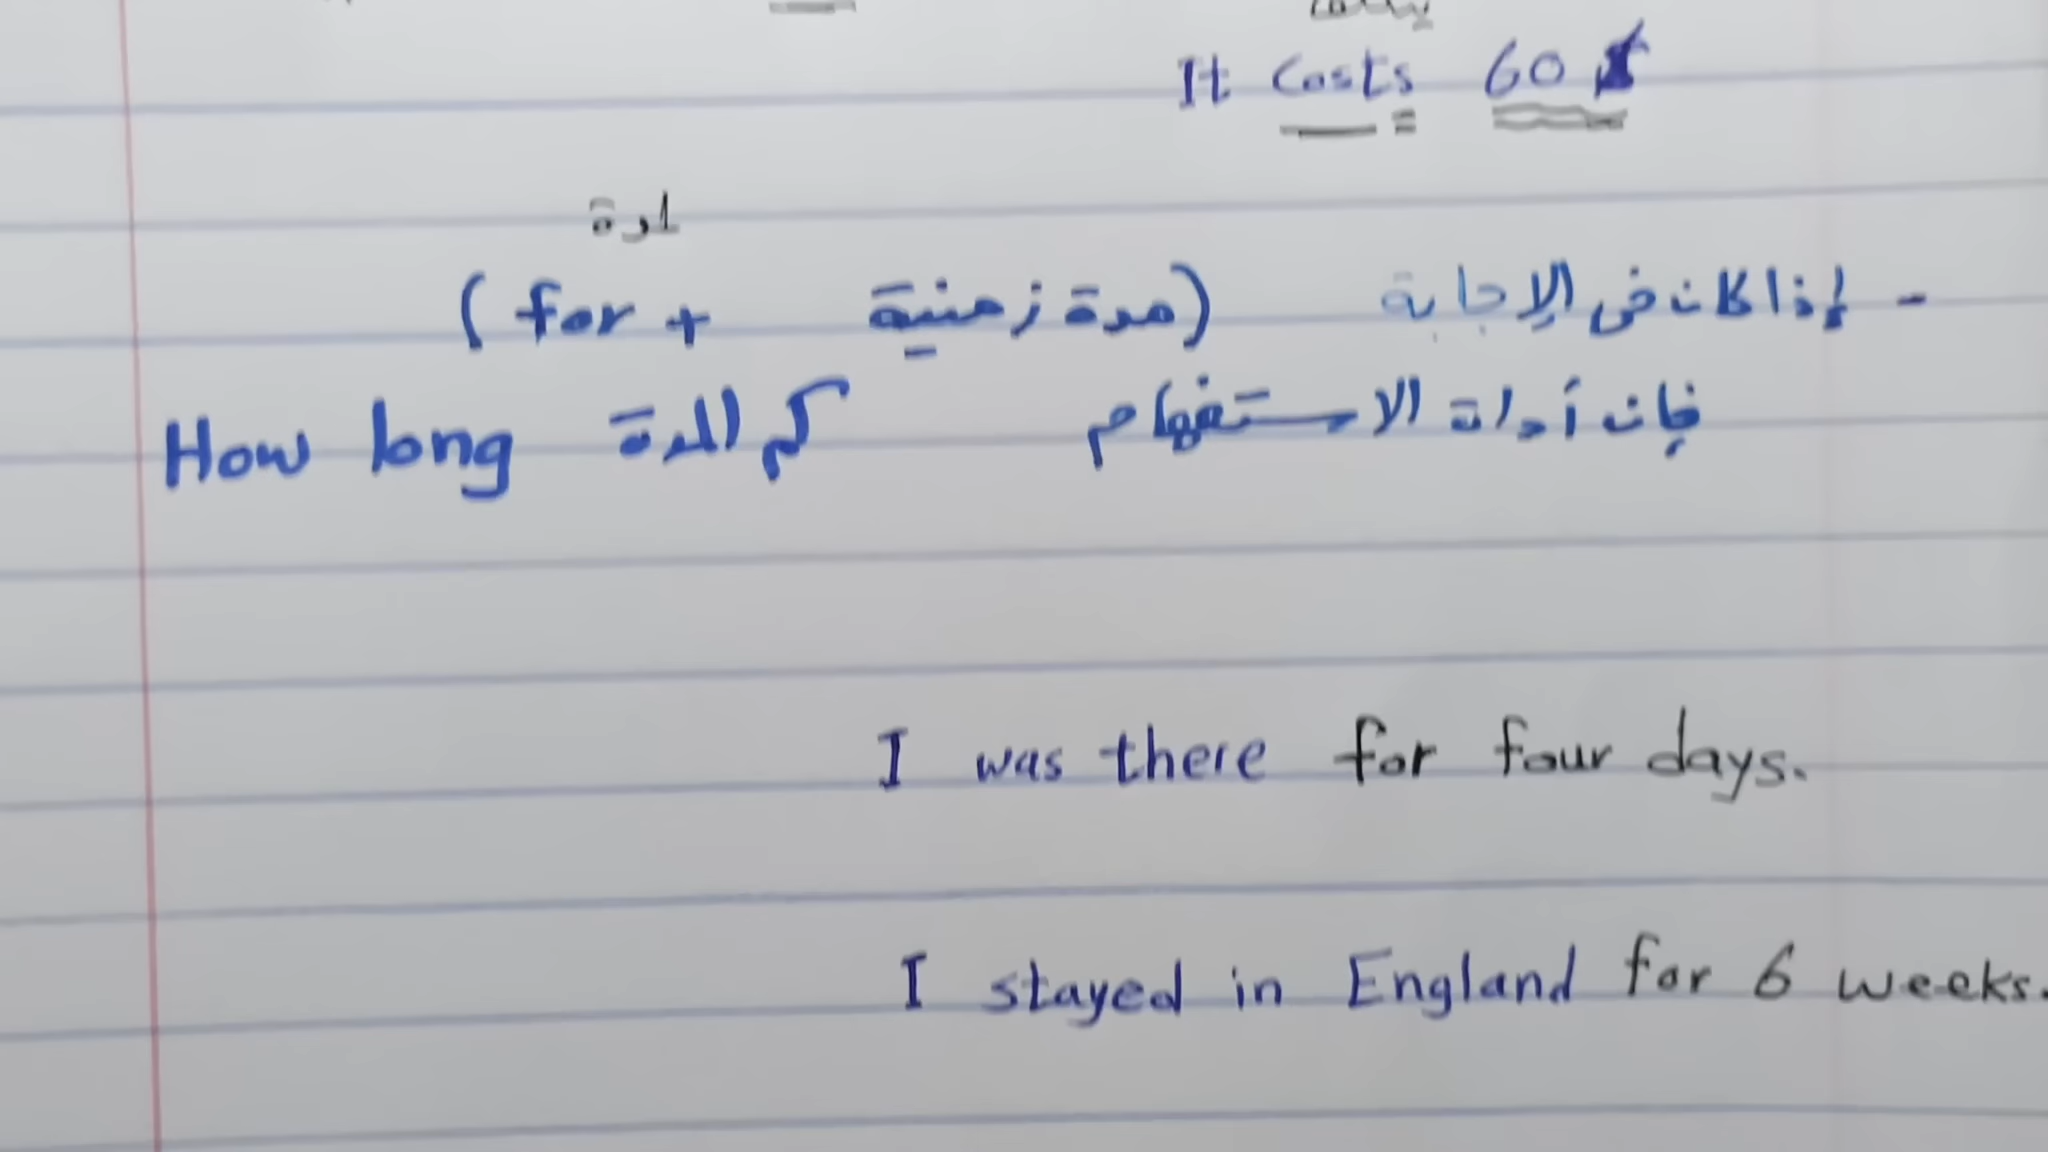 It costs 60 $
لمدة
- إذا كان في الإجابة (مدة زمنية + for)
فإن أداة الاستفهام كم المدة How long
I was there for four days.
I stayed in England for 6 weeks.